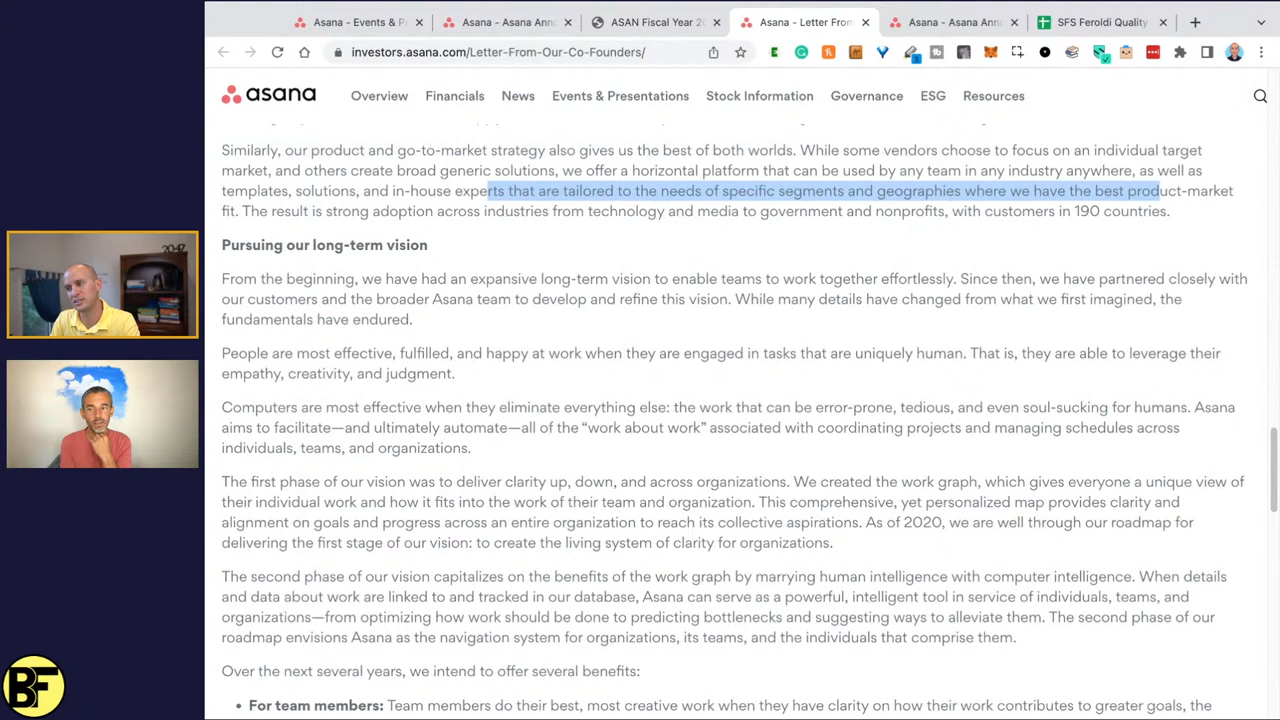 Asana - Events & P
Asana - Asana Ann
ASAN Fiscal Year 2
Asana - Letter From
Asana - Asana Ann
SFS Feroldi Quality
investors.asana.com/Letter-From-Our-Co-Founders/
asana
Overview
Financials
News
Events & Presentations
Stock Information
Governance
ESG
Resources
Similarly, our product and go-to-market strategy also gives us the best of both worlds. While some vendors choose to focus on an individual target
market, and others create broad generic solutions, we offer a horizontal platform that can be used by any team in any industry anywhere, as well as
templates, solutions, and in-house experts that are tailored to the needs of specific segments and geographies where we have the best product-market
fit. The result is strong adoption across industries from technology and media to government and nonprofits, with customers in 190 countries.
Pursuing our long-term vision
From the beginning, we have had an expansive long-term vision to enable teams to work together effortlessly. Since then, we have partnered closely with
our customers and the broader Asana team to develop and refine this vision. While many details have changed from what we first imagined, the
fundamentals have endured.
People are most effective, fulfilled, and happy at work when they are engaged in tasks that are uniquely human. That is, they are able to leverage their
empathy, creativity, and judgment.
Computers are most effective when they eliminate everything else: the work that can be error-prone, tedious, and even soul-sucking for humans. Asana
aims to facilitate—and ultimately automate—all of the “work about work” associated with coordinating projects and managing schedules across
individuals, teams, and organizations.
The first phase of our vision was to deliver clarity up, down, and across organizations. We created the work graph, which gives everyone a unique view of
their individual work and how it fits into the work of their team and organization. This comprehensive, yet personalized map provides clarity and
alignment on goals and progress across an entire organization to reach its collective aspirations. As of 2020, we are well through our roadmap for
delivering the first stage of our vision: to create the living system of clarity for organizations.
The second phase of our vision capitalizes on the benefits of the work graph by marrying human intelligence with computer intelligence. When details
and data about work are linked to and tracked in our database, Asana can serve as a powerful, intelligent tool in service of individuals, teams, and
organizations—from optimizing how work should be done to predicting bottlenecks and suggesting ways to alleviate them. The second phase of our
roadmap envisions Asana as the navigation system for organizations, its teams, and the individuals that comprise them.
Over the next several years, we intend to offer several benefits:
• For team members: Team members do their best, most creative work when they have clarity on how their work contributes to greater goals, the
BF